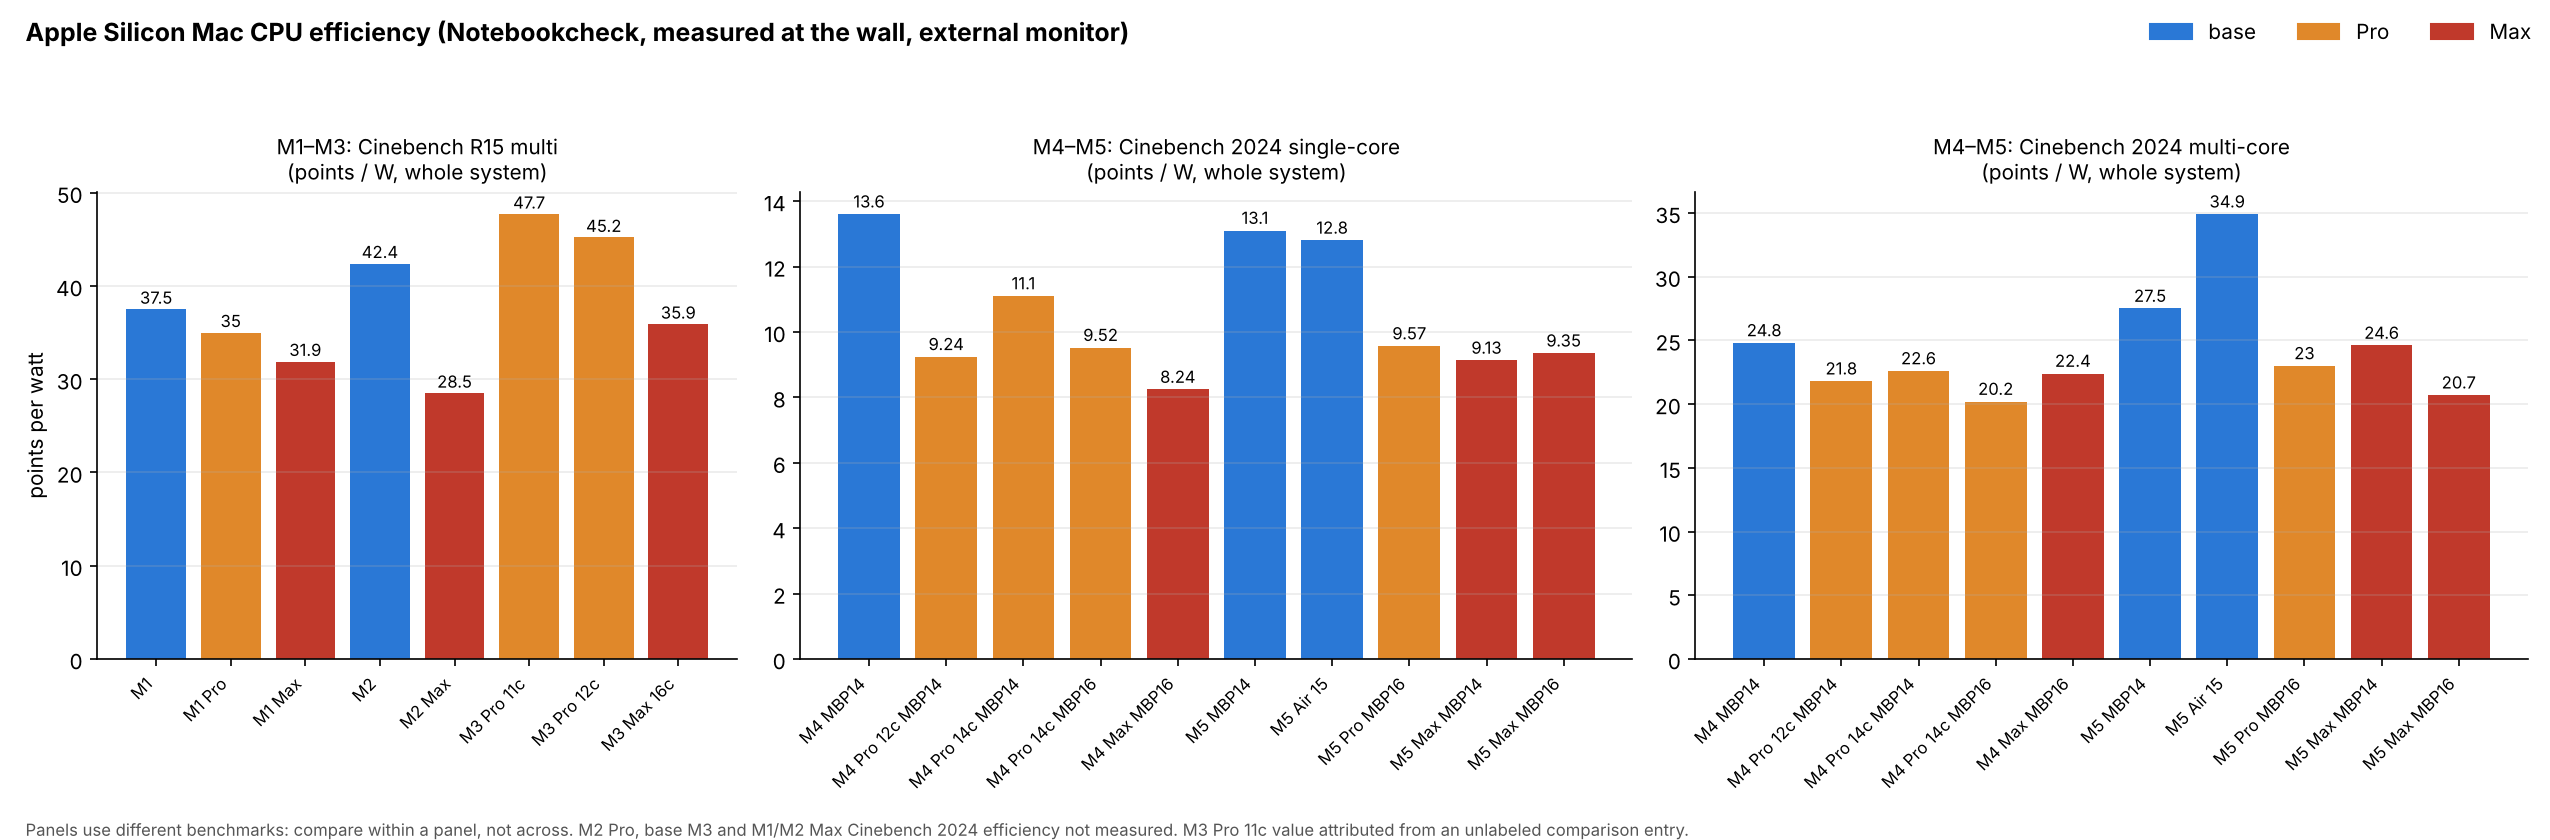 Apple Silicon Mac CPU efficiency (Notebookcheck, measured at the wall, external monitor)
base
Pro
Max
M1–M3: Cinebench R15 multi
(points / W, whole system)
points per watt
50
40
30
20
10
0
37.5
35
31.9
42.4
28.5
47.7
45.2
35.9
M1
M1 Pro
M1 Max
M2
M2 Max
M3 Pro 11c
M3 Pro 12c
M3 Max 16c
M4–M5: Cinebench 2024 single-core
(points / W, whole system)
14
12
10
8
6
4
2
0
13.6
9.24
11.1
9.52
8.24
13.1
12.8
9.57
9.13
9.35
M4 MBP14
M4 Pro 12c MBP14
M4 Pro 14c MBP14
M4 Pro 14c MBP16
M4 Max MBP16
M5 MBP14
M5 Air 15
M5 Pro MBP16
M5 Max MBP14
M5 Max MBP16
M4–M5: Cinebench 2024 multi-core
(points / W, whole system)
35
30
25
20
15
10
5
0
24.8
21.8
22.6
20.2
22.4
27.5
34.9
23
24.6
20.7
M4 MBP14
M4 Pro 12c MBP14
M4 Pro 14c MBP14
M4 Pro 14c MBP16
M4 Max MBP16
M5 MBP14
M5 Air 15
M5 Pro MBP16
M5 Max MBP14
M5 Max MBP16
Panels use different benchmarks: compare within a panel, not across. M2 Pro, base M3 and M1/M2 Max Cinebench 2024 efficiency not measured. M3 Pro 11c value attributed from an unlabeled comparison entry.